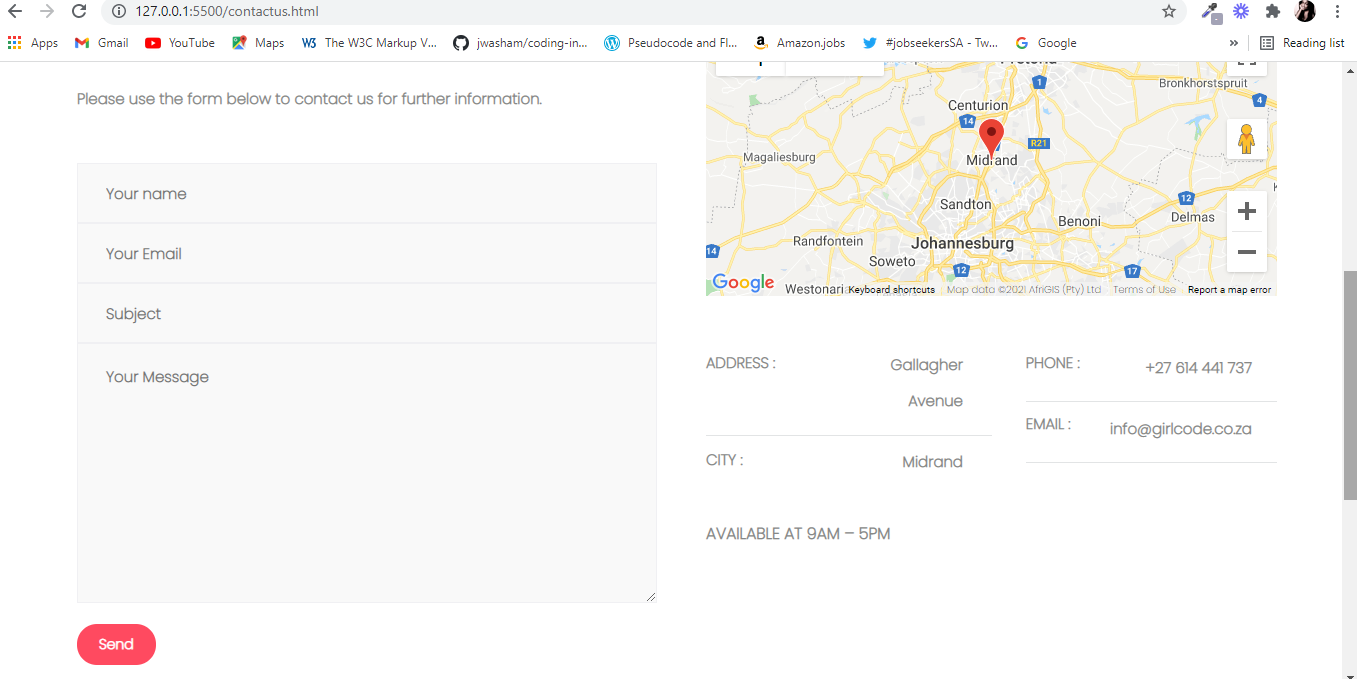 127.0.0.1:5500/contactus.html
Apps Gmail YouTube Maps The W3C Markup V... jwasham/coding-in... Pseudocode and Fl... Amazon.jobs #jobseekersSA - Tw... Google » Reading list
Please use the form below to contact us for further information.
Your name
Your Email
Subject
Your Message
Send
Bronkhorstspruit
1
4
Centurion
14
R21
Magaliesburg
Midrand
Sandton
12
Benoni
Delmas
Randfontein
Johannesburg
14
Soweto
12
17
Google
Westonari
Keyboard shortcuts Map data ©2021 AfriGIS (Pty) Ltd Terms of Use Report a map error
ADDRESS : Gallagher
Avenue
CITY : Midrand
PHONE : +27 614 441 737
EMAIL : info@girlcode.co.za
AVAILABLE AT 9AM – 5PM